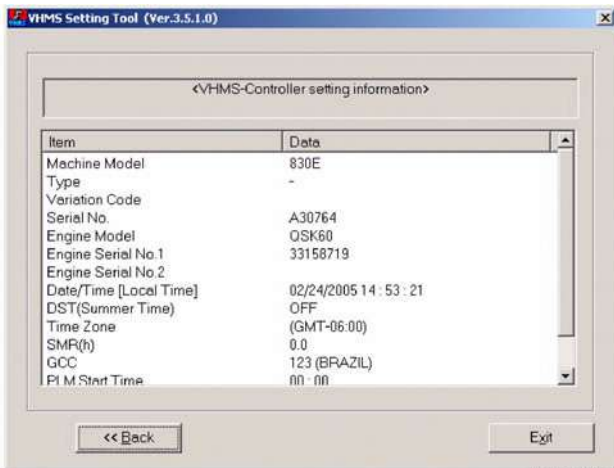 VHMS Setting Tool (Ver.3.5.1.0)
<VHMS-Controller setting information>
Item Data
Machine Model 830E
Type -
Variation Code
Serial No. A30764
Engine Model QSK60
Engine Serial No.1 33158719
Engine Serial No.2
Date/Time [Local Time] 02/24/2005 14 : 53 : 21
DST(Summer Time) OFF
Time Zone (GMT-06:00)
SMR(h) 0.0
GCC 123 (BRAZIL)
PLM Start Time 00 : 00
<< Back Exit